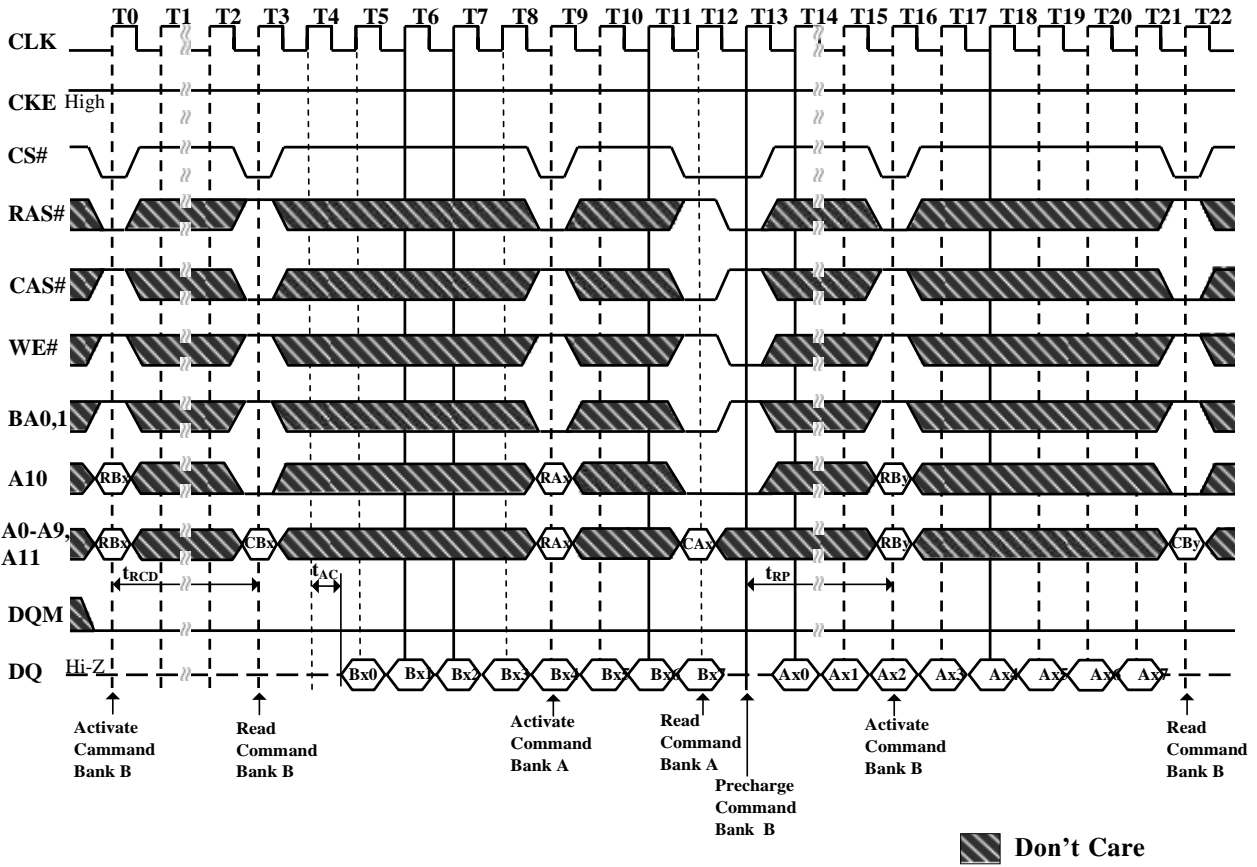 T0 T1 T2 T3 T4 T5 T6 T7 T8 T9 T10 T11 T12 T13 T14 T15 T16 T17 T18 T19 T20 T21 T22
CLK
CKE High
CS#
RAS#
CAS#
WE#
BA0,1
A10 RBx RAx RBy
A0-A9, A11 RBx CBx RAx CAx RBy CBy
tRCD tAC tRP
DQM
DQ Hi-Z Bx0 Bx1 Bx2 Bx3 Bx4 Bx5 Bx6 Bx7 Ax0 Ax1 Ax2 Ax3 Ax4 Ax5 Ax6 Ax7
Activate
Cammand
Bank B
Read
Command
Bank B
Activate
Command
Bank A
Read
Command
Bank A
Precharge
Command
Bank B
Activate
Command
Bank B
Read
Command
Bank B
Don't Care